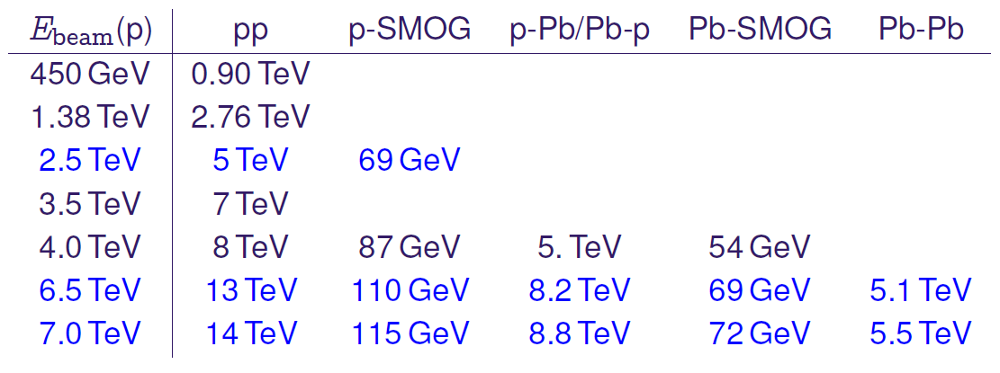 E_beam(p) pp p-SMOG p-Pb/Pb-p Pb-SMOG Pb-Pb
450 GeV 0.90 TeV
1.38 TeV 2.76 TeV
2.5 TeV 5 TeV 69 GeV
3.5 TeV 7 TeV
4.0 TeV 8 TeV 87 GeV 5. TeV 54 GeV
6.5 TeV 13 TeV 110 GeV 8.2 TeV 69 GeV 5.1 TeV
7.0 TeV 14 TeV 115 GeV 8.8 TeV 72 GeV 5.5 TeV